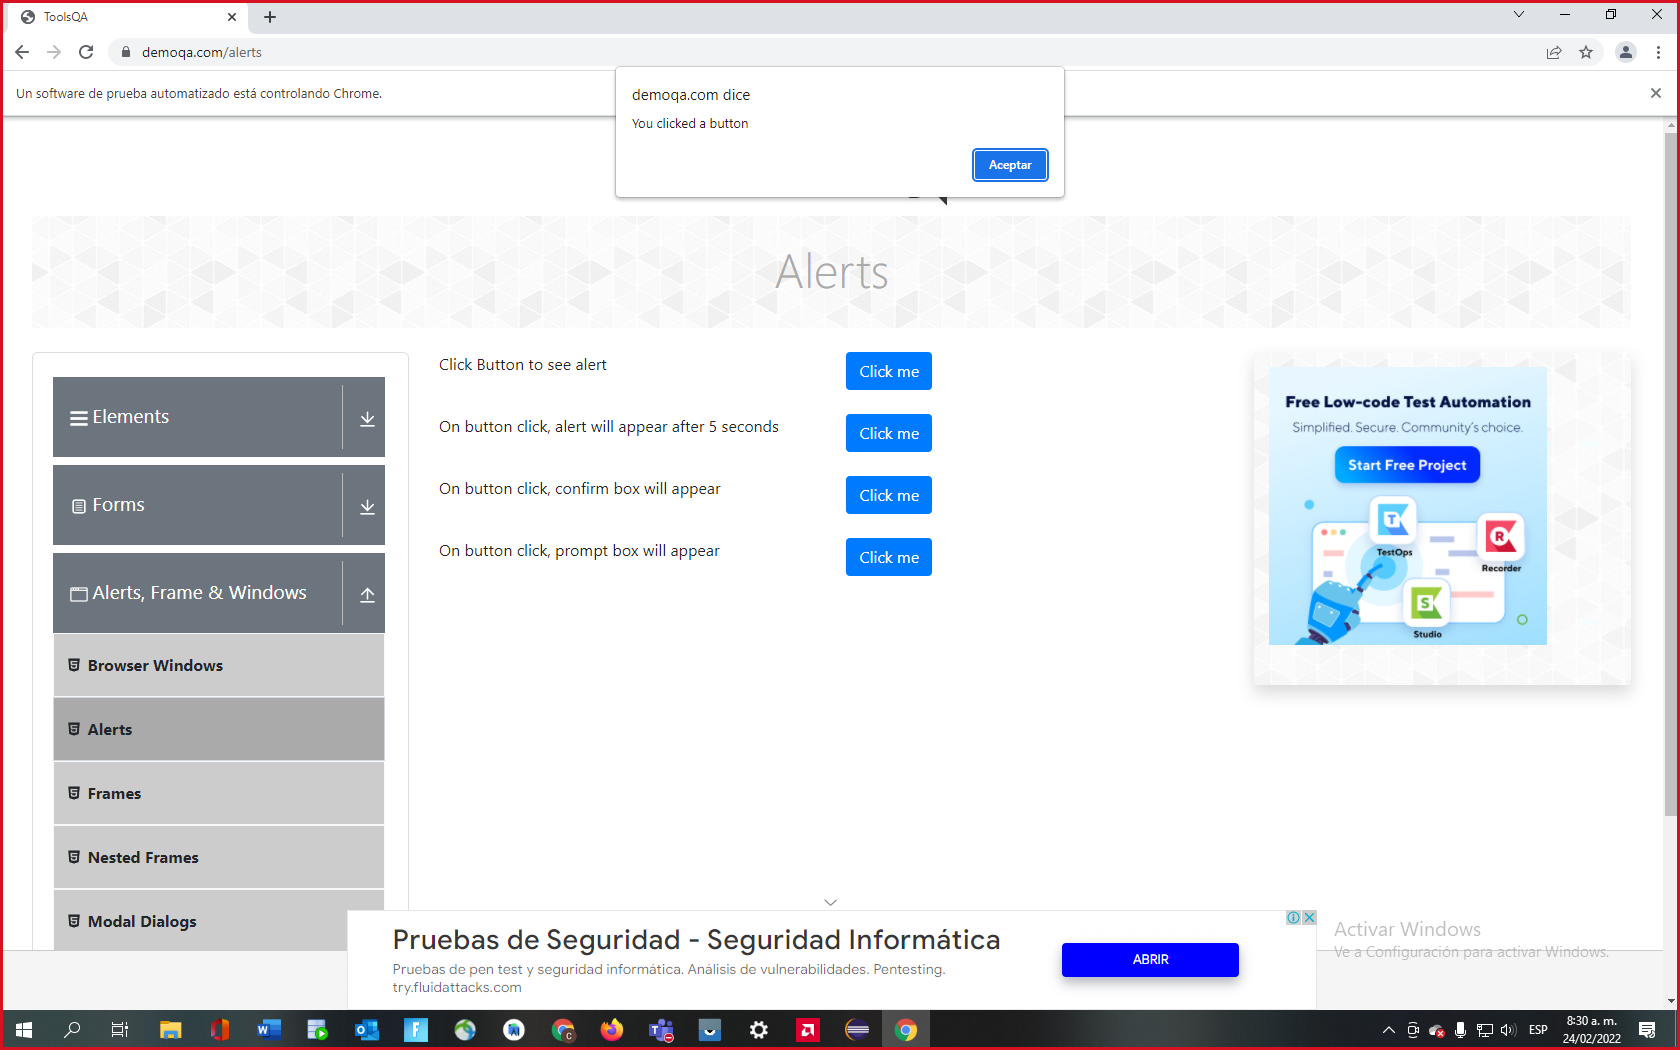 ToolsQA
demoqa.com/alerts
Un software de prueba automatizado está controlando Chrome.
demoqa.com dice
You clicked a button
Aceptar
Alerts
Elements
Forms
Alerts, Frame & Windows
Browser Windows
Alerts
Frames
Nested Frames
Modal Dialogs
Click Button to see alert
Click me
On button click, alert will appear after 5 seconds
Click me
On button click, confirm box will appear
Click me
On button click, prompt box will appear
Click me
Free Low-code Test Automation
Simplified. Secure. Community's choice.
Start Free Project
TestOps
Recorder
Studio
Pruebas de Seguridad - Seguridad Informática
Pruebas de pen test y seguridad informática. Análisis de vulnerabilidades. Pentesting.
try.fluidattacks.com
ABRIR
Activar Windows
Ve a Configuración para activar Windows.
ESP
8:30 a. m.
24/02/2022